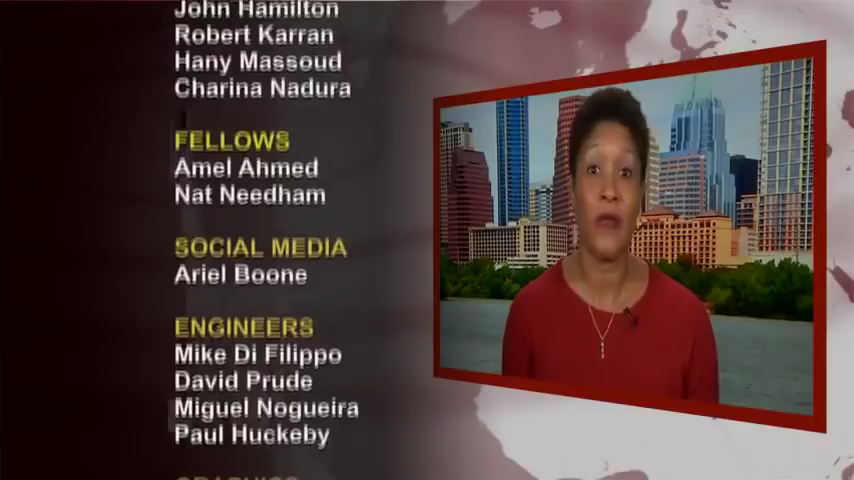 John Hamilton
Robert Karran
Hany Massoud
Charina Nadura
FELLOWS
Amel Ahmed
Nat Needham
SOCIAL MEDIA
Ariel Boone
ENGINEERS
Mike Di Filippo
David Prude
Miguel Nogueira
Paul Huckeby
GRAPHICS